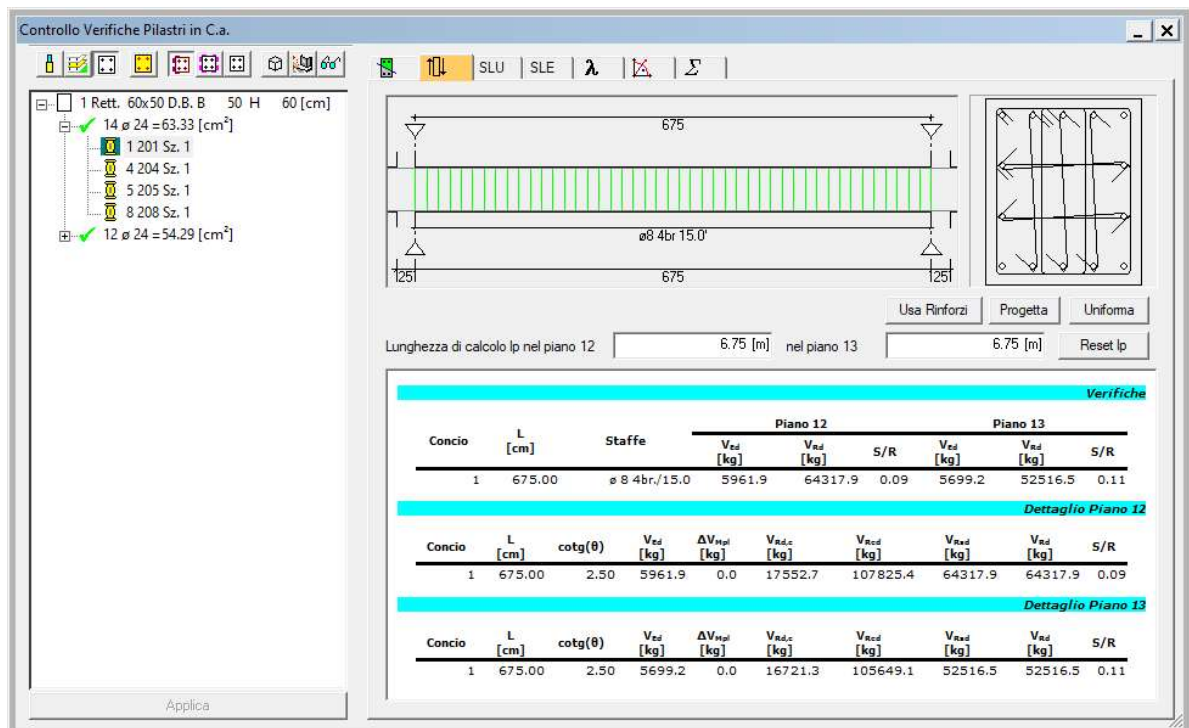 Controllo Verifiche Pilastri in C.a.
SLU SLE λ Σ
1 Rett. 60x50 D.B. B 50 H 60 [cm]
14 ø 24 =63.33 [cm²]
1 201 Sz. 1
4 204 Sz. 1
5 205 Sz. 1
8 208 Sz. 1
12 ø 24 =54.29 [cm²]
Applica
675
ø8 4br 15.0'
125 675 125
Usa Rinforzi Progetta Uniforma
Lunghezza di calcolo lp nel piano 12 6.75 [m] nel piano 13 6.75 [m] Reset lp
Verifiche
Piano 12 Piano 13
Concio L [cm] Staffe VEd [kg] VRd [kg] S/R VEd [kg] VRd [kg] S/R
1 675.00 ø 8 4br./15.0 5961.9 64317.9 0.09 5699.2 52516.5 0.11
Dettaglio Piano 12
Concio L [cm] cotg(θ) VEd [kg] ΔVMpl [kg] VRd,c [kg] VRcd [kg] VRsd [kg] VRd [kg] S/R
1 675.00 2.50 5961.9 0.0 17552.7 107825.4 64317.9 64317.9 0.09
Dettaglio Piano 13
Concio L [cm] cotg(θ) VEd [kg] ΔVMpl [kg] VRd,c [kg] VRcd [kg] VRsd [kg] VRd [kg] S/R
1 675.00 2.50 5699.2 0.0 16721.3 105649.1 52516.5 52516.5 0.11